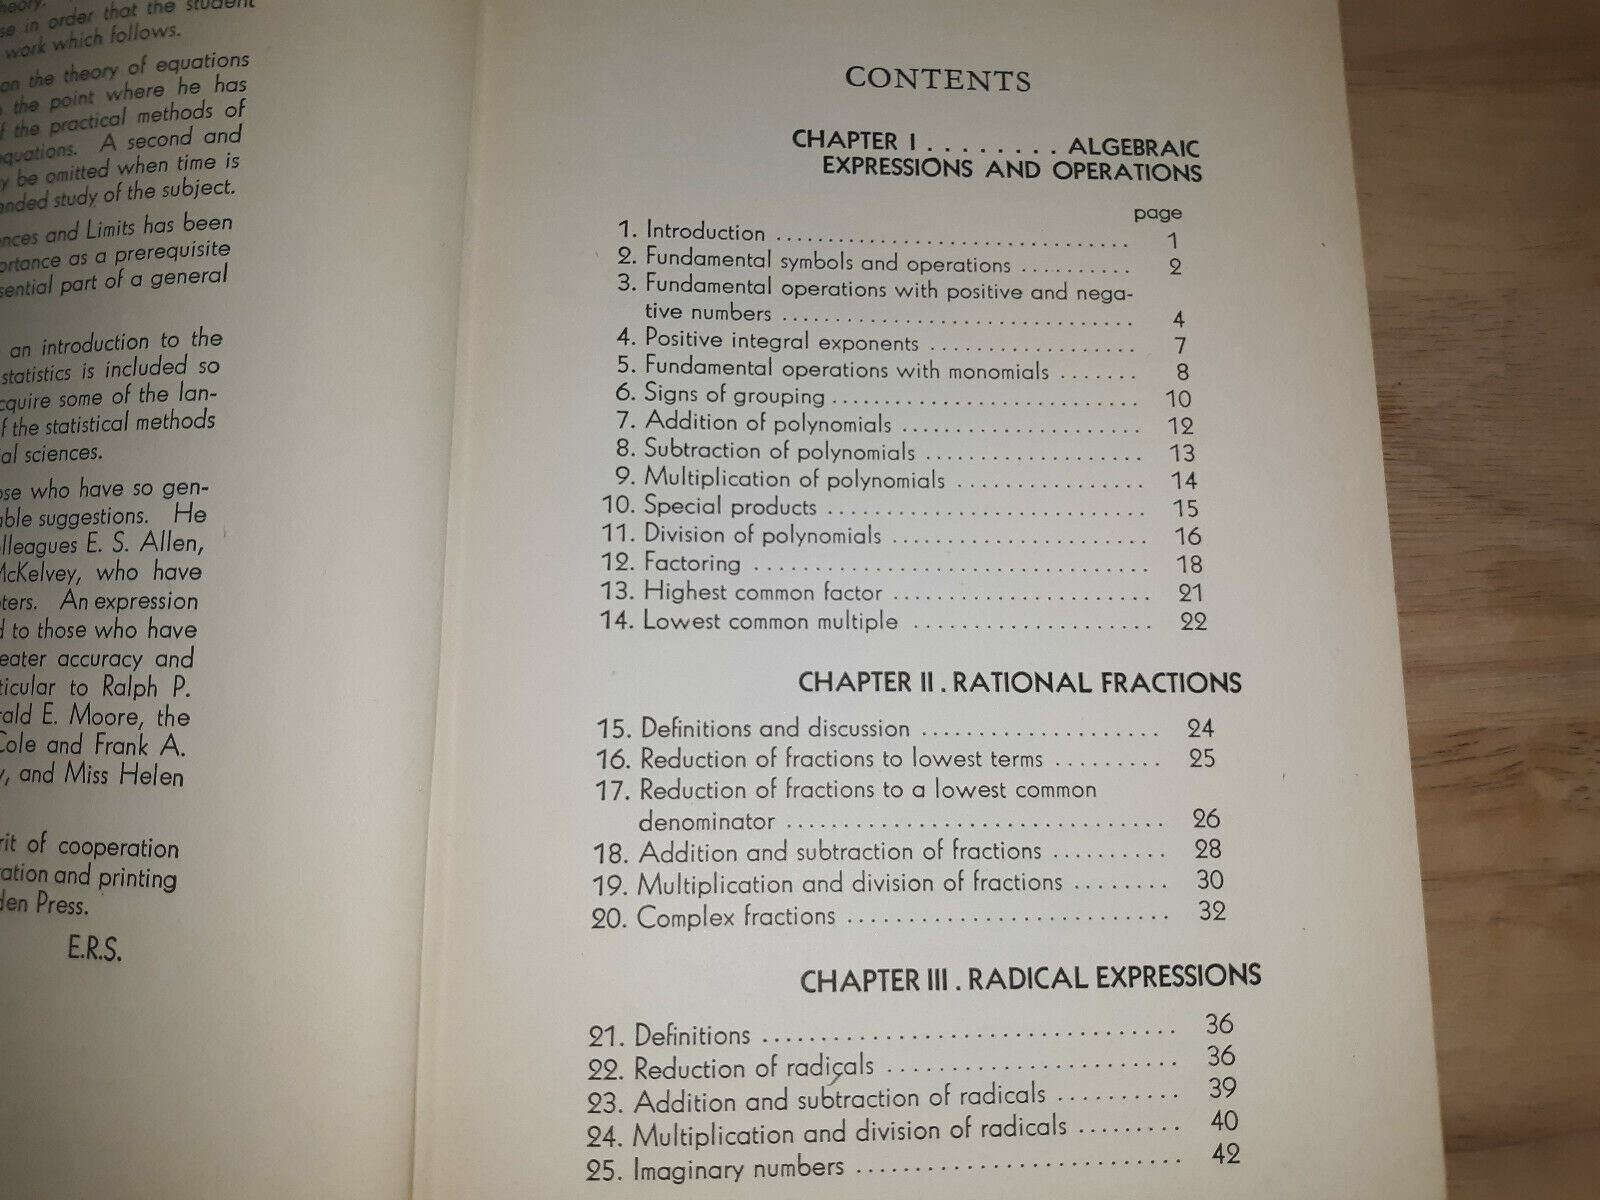 heory.
se in order that the student
work which follows.
on the theory of equations
the point where he has
f the practical methods of
equations. A second and
y be omitted when time is
ended study of the subject.
nces and Limits has been
ortance as a prerequisite
sential part of a general
an introduction to the
statistics is included so
cquire some of the lan-
f the statistical methods
ial sciences.
ose who have so gen-
able suggestions. He
lleagues E. S. Allen,
McKelvey, who have
ters. An expression
d to those who have
eater accuracy and
ticular to Ralph P.
rald E. Moore, the
Cole and Frank A.
y, and Miss Helen
rit of cooperation
ration and printing
den Press.
E.R.S.
CONTENTS
CHAPTER I ........ ALGEBRAIC
EXPRESSIONS AND OPERATIONS
page
1. Introduction ................................... 1
2. Fundamental symbols and operations ........... 2
3. Fundamental operations with positive and nega-
tive numbers ................................ 4
4. Positive integral exponents ................... 7
5. Fundamental operations with monomials ....... 8
6. Signs of grouping ........................... 10
7. Addition of polynomials ..................... 12
8. Subtraction of polynomials ................... 13
9. Multiplication of polynomials ................ 14
10. Special products ............................ 15
11. Division of polynomials ...................... 16
12. Factoring ................................... 18
13. Highest common factor ....................... 21
14. Lowest common multiple ..................... 22
CHAPTER II . RATIONAL FRACTIONS
15. Definitions and discussion ................... 24
16. Reduction of fractions to lowest terms ......... 25
17. Reduction of fractions to a lowest common
denominator ............................... 26
18. Addition and subtraction of fractions .......... 28
19. Multiplication and division of fractions ........ 30
20. Complex fractions ............................ 32
CHAPTER III . RADICAL EXPRESSIONS
21. Definitions ................................... 36
22. Reduction of radicals ........................ 36
23. Addition and subtraction of radicals .......... 39
24. Multiplication and division of radicals ......... 40
25. Imaginary numbers ........................... 42